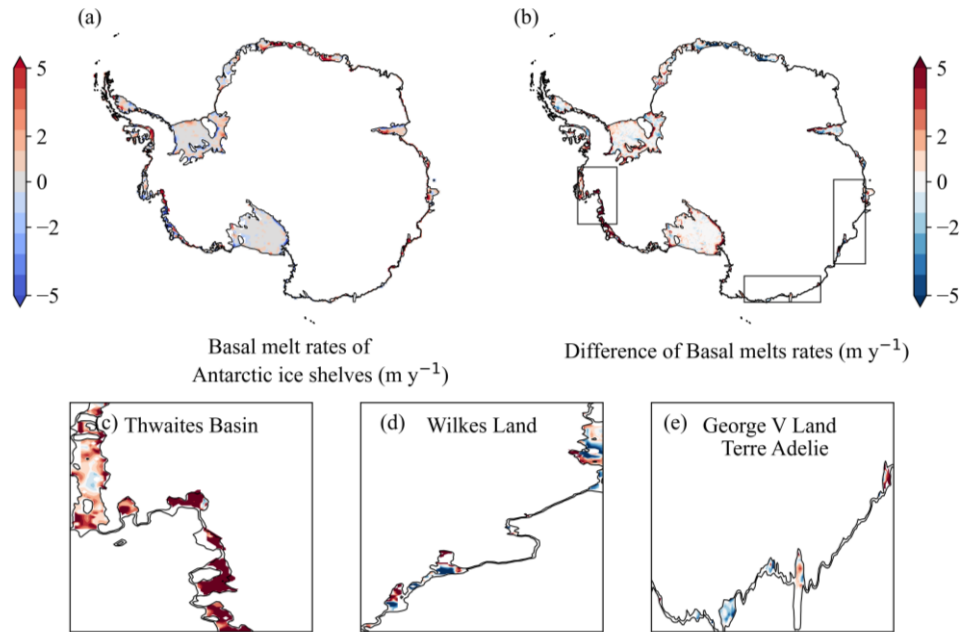 (a)
(b)
5
2
0
−2
−5
5
2
0
−2
−5
Basal melt rates of
Antarctic ice shelves (m y⁻¹)
Difference of Basal melts rates (m y⁻¹)
(c) Thwaites Basin
(d) Wilkes Land
(e) George V Land
Terre Adelie